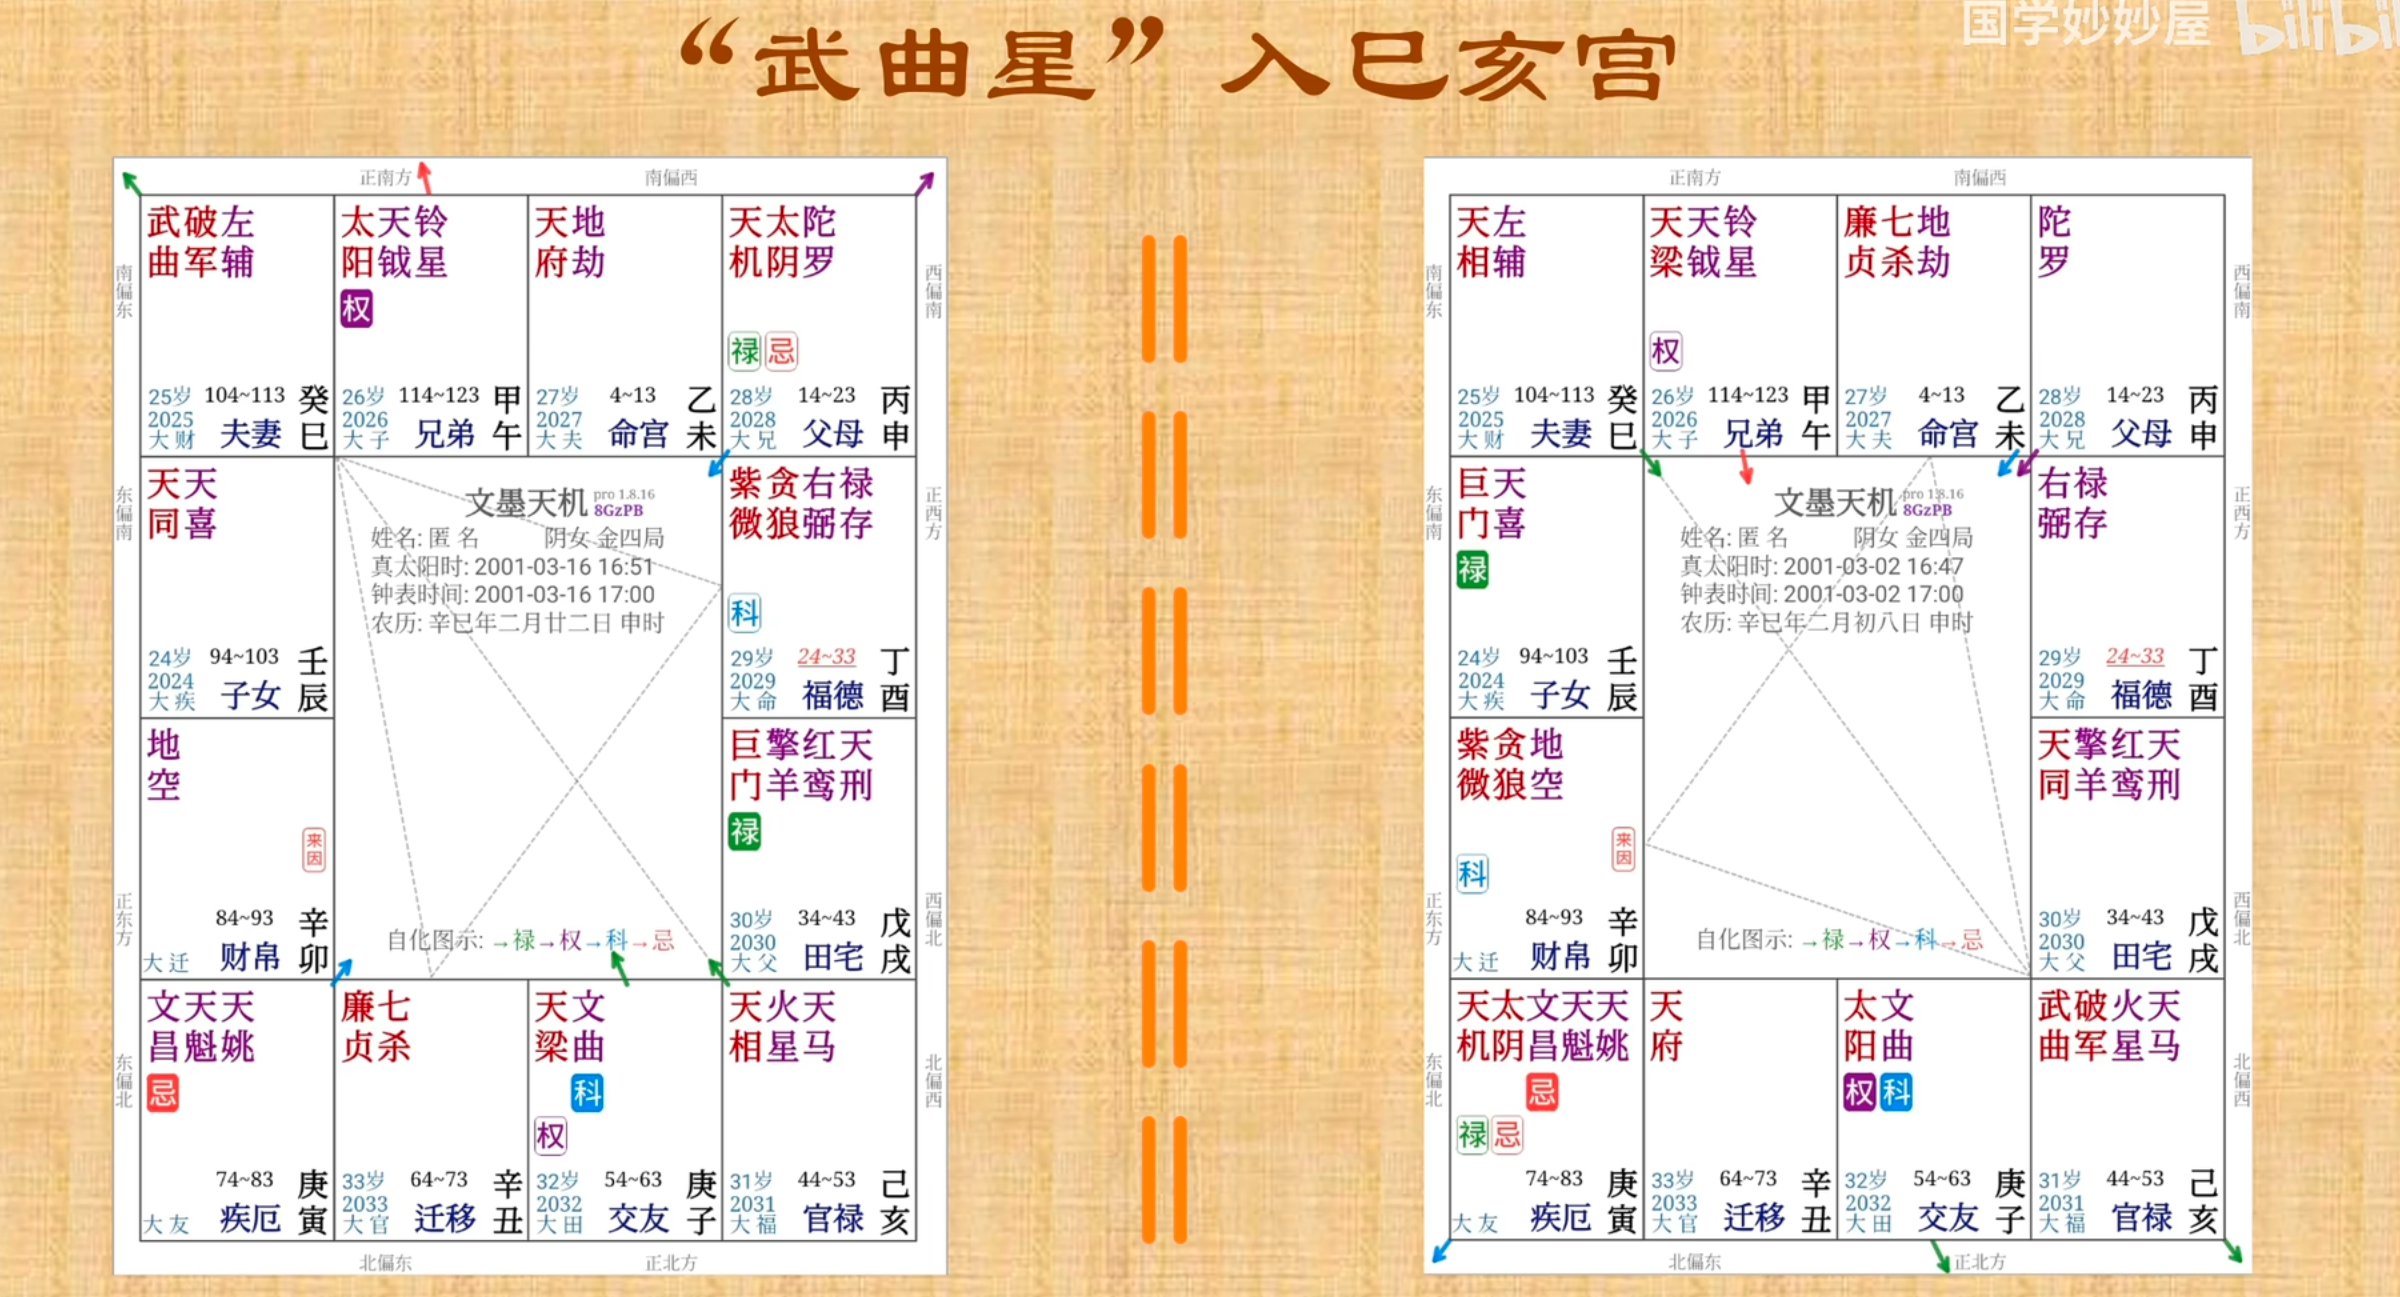 国学妙妙屋 bilibili
“武曲星”入巳亥宫
正南方 南偏西
南偏东
东偏南
正东方
东偏北
西偏南
正西方
西偏北
北偏西
武曲 破军 左辅
25岁 104~113 癸
2025
大财 夫妻 巳
太阳 天钺 铃星
权
26岁 114~123 甲
2026
大子 兄弟 午
天府 地劫
27岁 4~13 乙
2027
大夫 命宫 未
天机 太阴 陀罗
禄 忌
28岁 14~23 丙
2028
大兄 父母 申
天同 天喜
24岁 94~103 壬
2024
大疾 子女 辰
文墨天机 pro 1.8.16
8GzPB
姓名: 匿名 阴女 金四局
真太阳时: 2001-03-16 16:51
钟表时间: 2001-03-16 17:00
农历: 辛巳年二月廿二日 申时
自化图示: →禄→权→科→忌
紫微 贪狼 右弼 禄存
科
29岁 24~33 丁
2029
大命 福德 酉
地空
来因
84~93 辛
大迁 财帛 卯
巨门 擎羊 红鸾 天刑
禄
30岁 34~43 戊
2030
大父 田宅 戌
文昌 天魁 天姚
忌
74~83 庚
大友 疾厄 寅
廉贞 七杀
33岁 64~73 辛
2033
大官 迁移 丑
天梁 文曲
科
权
32岁 54~63 庚
2032
大田 交友 子
天相 火星 天马
31岁 44~53 己
2031
大福 官禄 亥
北偏东 正北方
正南方 南偏西
南偏东
东偏南
正东方
东偏北
西偏南
正西方
西偏北
北偏西
天相 左辅
25岁 104~113 癸
2025
大财 夫妻 巳
天梁 天钺 铃星
权
26岁 114~123 甲
2026
大子 兄弟 午
廉贞 七杀 地劫
27岁 4~13 乙
2027
大夫 命宫 未
陀罗
28岁 14~23 丙
2028
大兄 父母 申
巨门 天喜
禄
24岁 94~103 壬
2024
大疾 子女 辰
文墨天机 pro 1.8.16
8GzPB
姓名: 匿名 阴女 金四局
真太阳时: 2001-03-02 16:47
钟表时间: 2001-03-02 17:00
农历: 辛巳年二月初八日 申时
自化图示: →禄→权→科→忌
右弼 禄存
29岁 24~33 丁
2029
大命 福德 酉
紫微 贪狼 地空
来因
科
84~93 辛
大迁 财帛 卯
天同 擎羊 红鸾 天刑
30岁 34~43 戊
2030
大父 田宅 戌
天机 太阴 文昌 天魁 天姚
忌
禄 忌
74~83 庚
大友 疾厄 寅
天府
33岁 64~73 辛
2033
大官 迁移 丑
太阳 文曲
权 科
32岁 54~63 庚
2032
大田 交友 子
武曲 破军 火星 天马
31岁 44~53 己
2031
大福 官禄 亥
北偏东 正北方